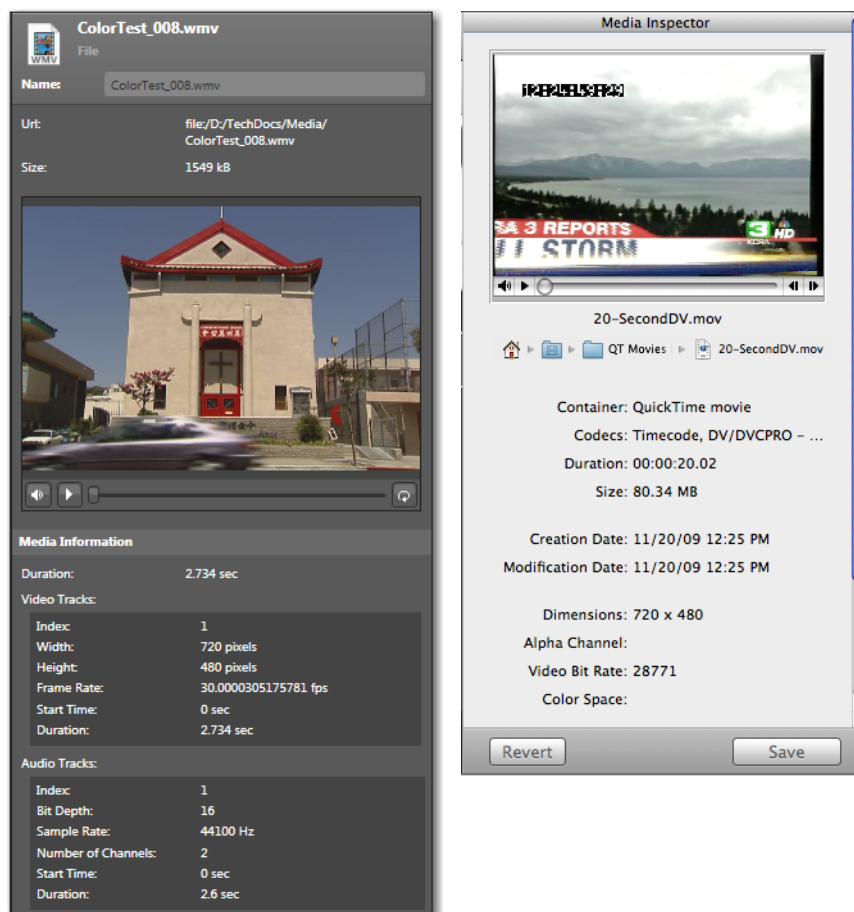 ColorTest_008.wmv
WMV
File
Name:
ColorTest_008.wmv
Url:
file:/D:/TechDocs/Media/
ColorTest_008.wmv
Size:
1549 kB
Media Information
Duration:
2.734 sec
Video Tracks:
Index:
1
Width:
720 pixels
Height:
480 pixels
Frame Rate:
30.0000305175781 fps
Start Time:
0 sec
Duration:
2.734 sec
Audio Tracks:
Index:
1
Bit Depth:
16
Sample Rate:
44100 Hz
Number of Channels:
2
Start Time:
0 sec
Duration:
2.6 sec
Media Inspector
RA 3 REPORTS
STORM
3 HD
KCRA
20-SecondDV.mov
QT Movies
20-SecondDV.mov
Container: QuickTime movie
Codecs: Timecode, DV/DVCPRO – ...
Duration: 00:00:20.02
Size: 80.34 MB
Creation Date: 11/20/09 12:25 PM
Modification Date: 11/20/09 12:25 PM
Dimensions: 720 x 480
Alpha Channel:
Video Bit Rate: 28771
Color Space:
Revert
Save